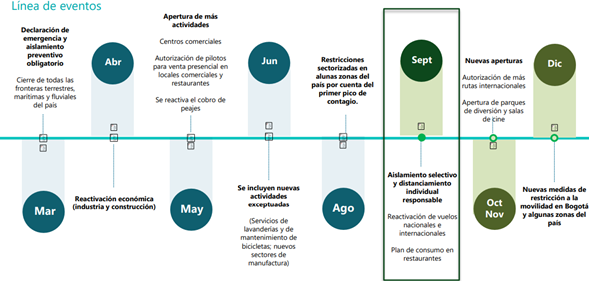 Línea de eventos
Declaración de
emergencia y
aislamiento
preventivo
obligatorio
Cierre de todas las
fronteras terrestres,
marítimas y fluviales
del país
Mar
Abr
Reactivación económica
(industria y construcción)
Apertura de más
actividades
Centros comerciales
Autorización de pilotos
para venta presencial en
locales comerciales y
restaurantes
Se reactiva el cobro de
peajes
May
Jun
Se incluyen nuevas
actividades
exceptuadas
(Servicios de
lavanderías y de
mantenimiento de
bicicletas; nuevos
sectores de
manufactura)
Restricciones
sectorizadas en
alunas zonas del
país por cuenta del
primer pico de
contagio.
Ago
Sept
Aislamiento selectivo
y distanciamiento
individual
responsable
Reactivación de vuelos
nacionales e
internacionales
Plan de consumo en
restaurantes
Nuevas aperturas
Autorización de más
rutas internacionales
Apertura de parques
de diversión y salas
de cine
Oct
Nov
Dic
Nuevas medidas de
restricción a la
movilidad en Bogotá
y algunas zonas del
país